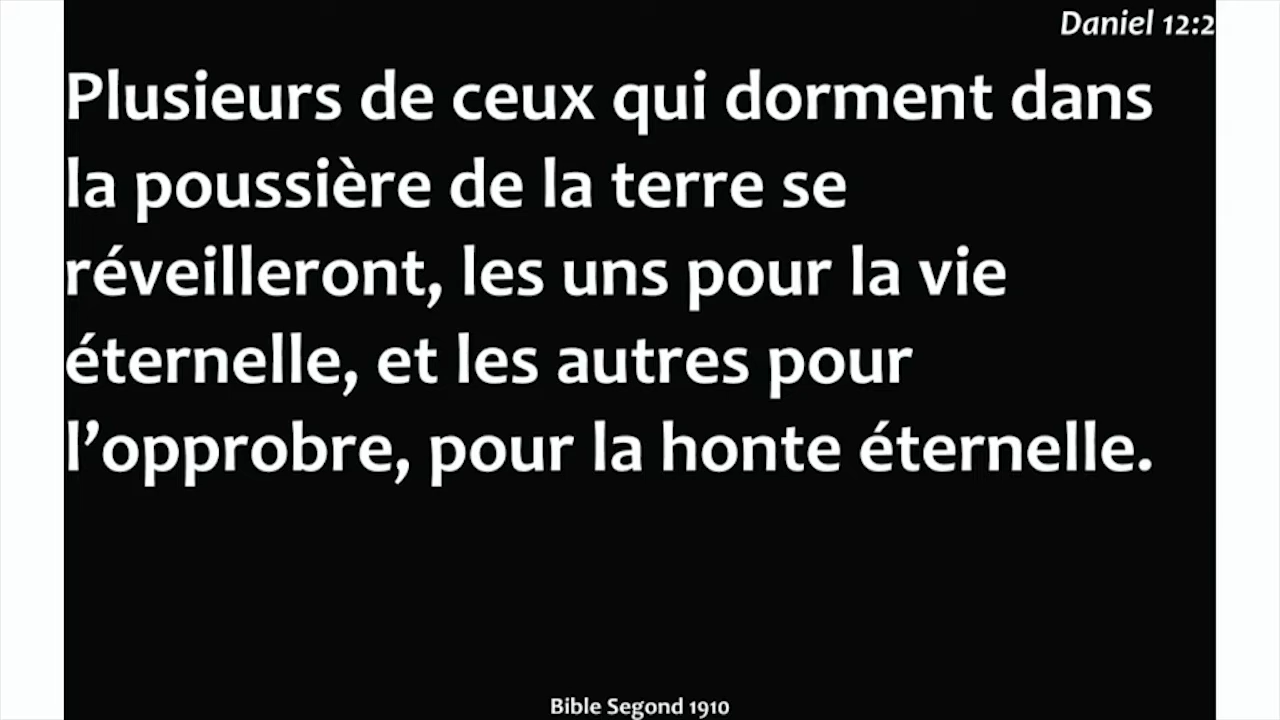 Daniel 12:2
Plusieurs de ceux qui dorment dans
la poussière de la terre se
réveilleront, les uns pour la vie
éternelle, et les autres pour
l’opprobre, pour la honte éternelle.
Bible Segond 1910